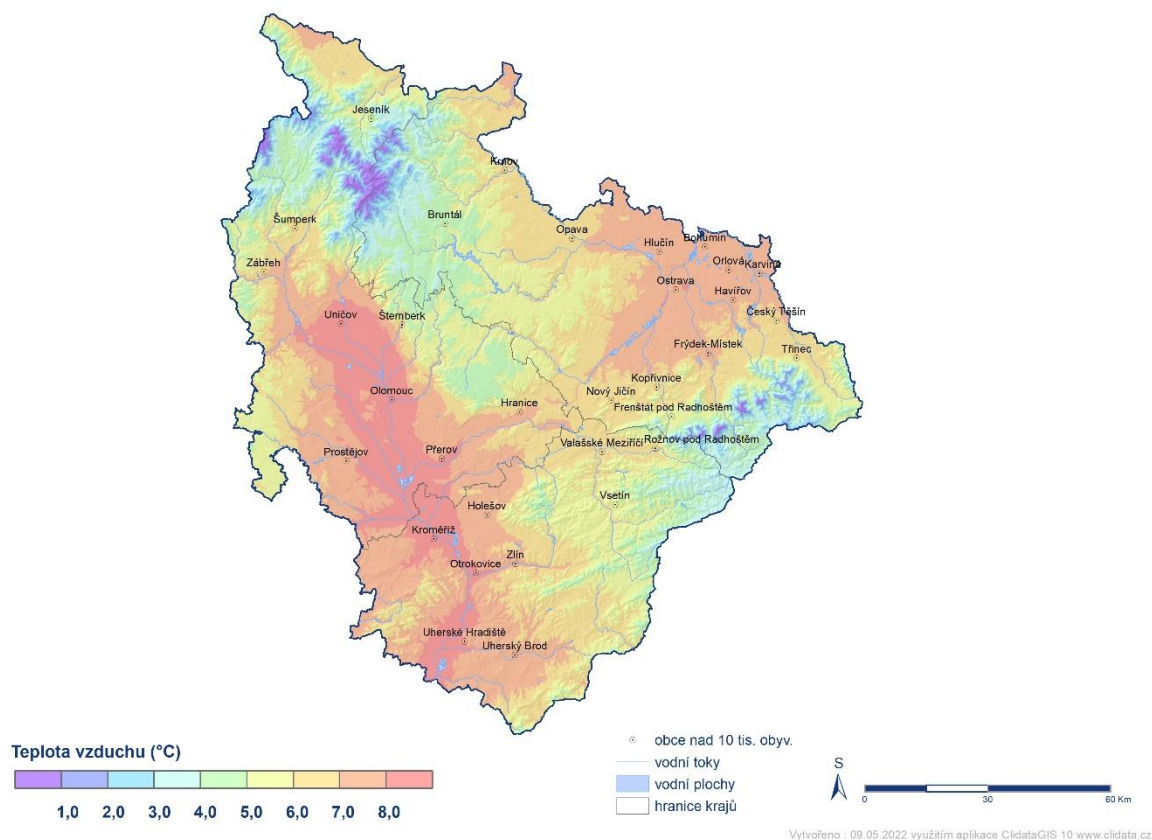 Jeseník
Krnov
Bruntál
Šumperk
Opava
Hlučín
Bohumín
Zábřeh
Orlová
Karviná
Ostrava
Havířov
Český Těšín
Uničov
Šternberk
Frýdek-Místek
Třinec
Kopřivnice
Olomouc
Nový Jičín
Hranice
Frenštát pod Radhoštěm
Valašské Meziříčí
Rožnov pod Radhoštěm
Prostějov
Přerov
Vsetín
Holešov
Kroměříž
Zlín
Otrokovice
Uherské Hradiště
Uherský Brod
Teplota vzduchu (°C)
1,0 2,0 3,0 4,0 5,0 6,0 7,0 8,0
obce nad 10 tis. obyv.
vodní toky
vodní plochy
hranice krajů
S
0 30 60 Km
Vytvořeno : 09.05.2022 využitím aplikace ClidataGIS 10 www.clidata.cz